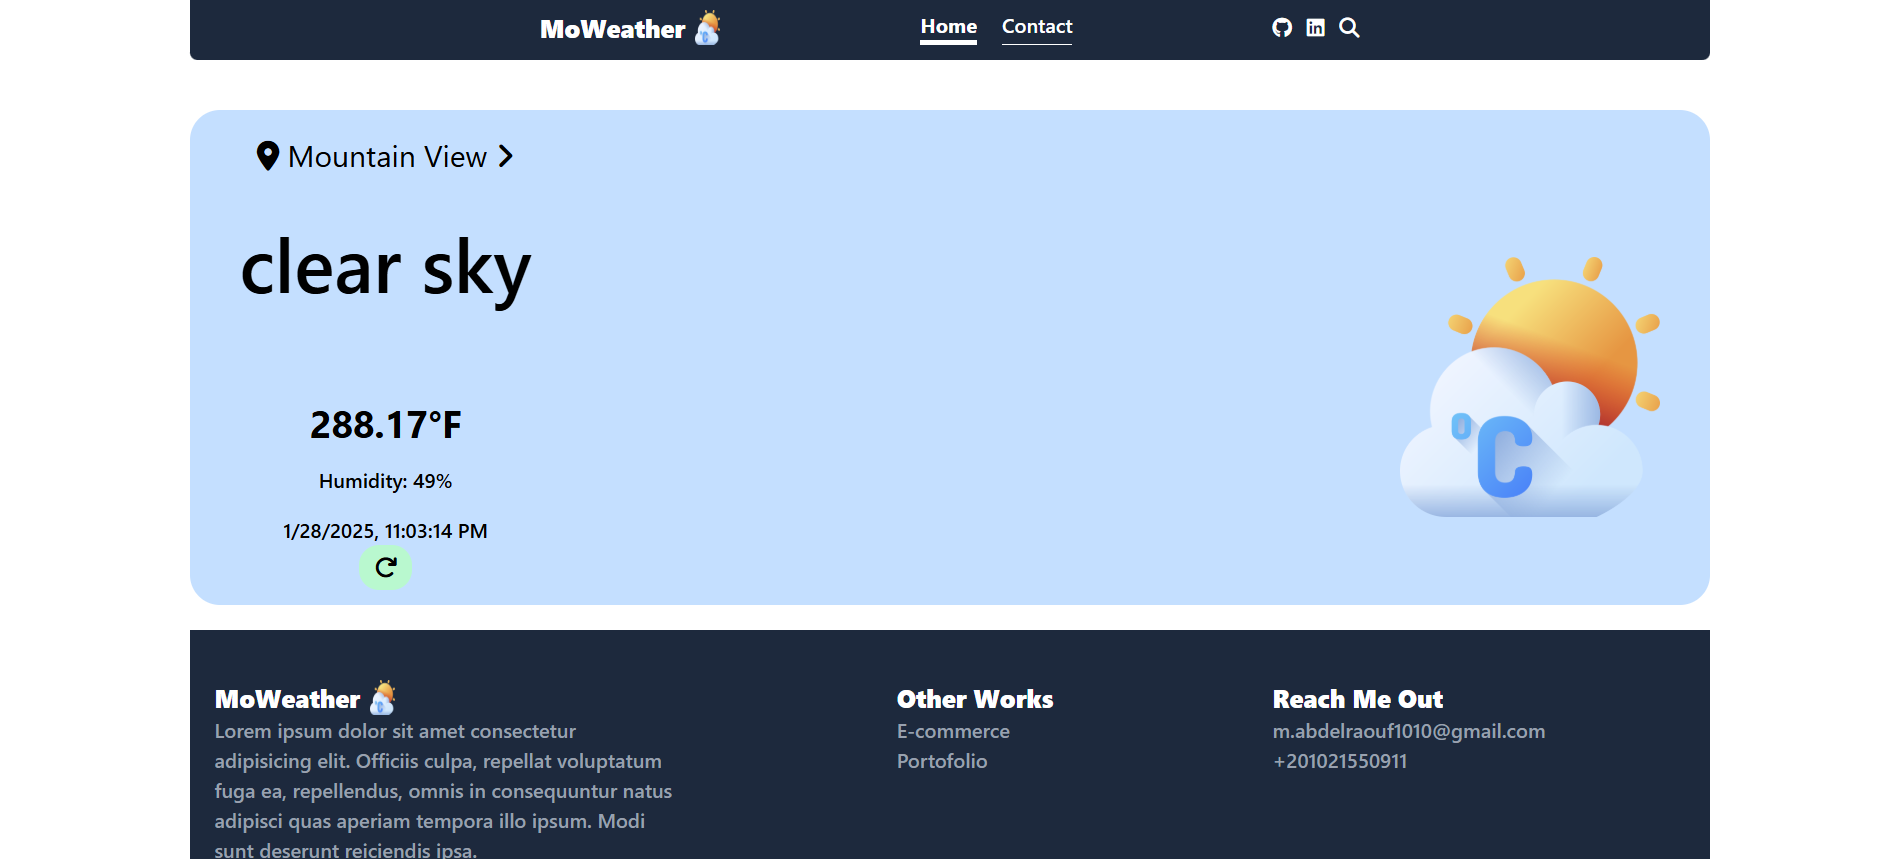 MoWeather
Home Contact
Mountain View
clear sky
°C
288.17°F
Humidity: 49%
1/28/2025, 11:03:14 PM
MoWeather
Lorem ipsum dolor sit amet consectetur
adipisicing elit. Officiis culpa, repellat voluptatum
fuga ea, repellendus, omnis in consequuntur natus
adipisci quas aperiam tempora illo ipsum. Modi
sunt deserunt reiciendis ipsa.
Other Works
E-commerce
Portofolio
Reach Me Out
m.abdelraouf1010@gmail.com
+201021550911